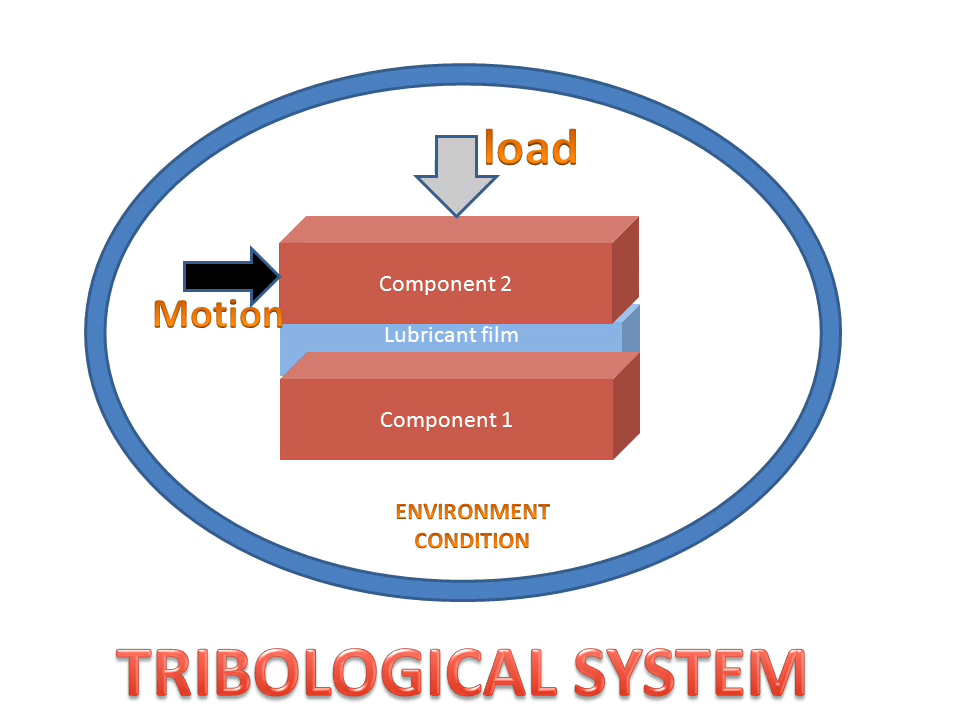 load
Component 2
Motion
Lubricant film
Component 1
ENVIRONMENT
CONDITION
TRIBOLOGICAL SYSTEM